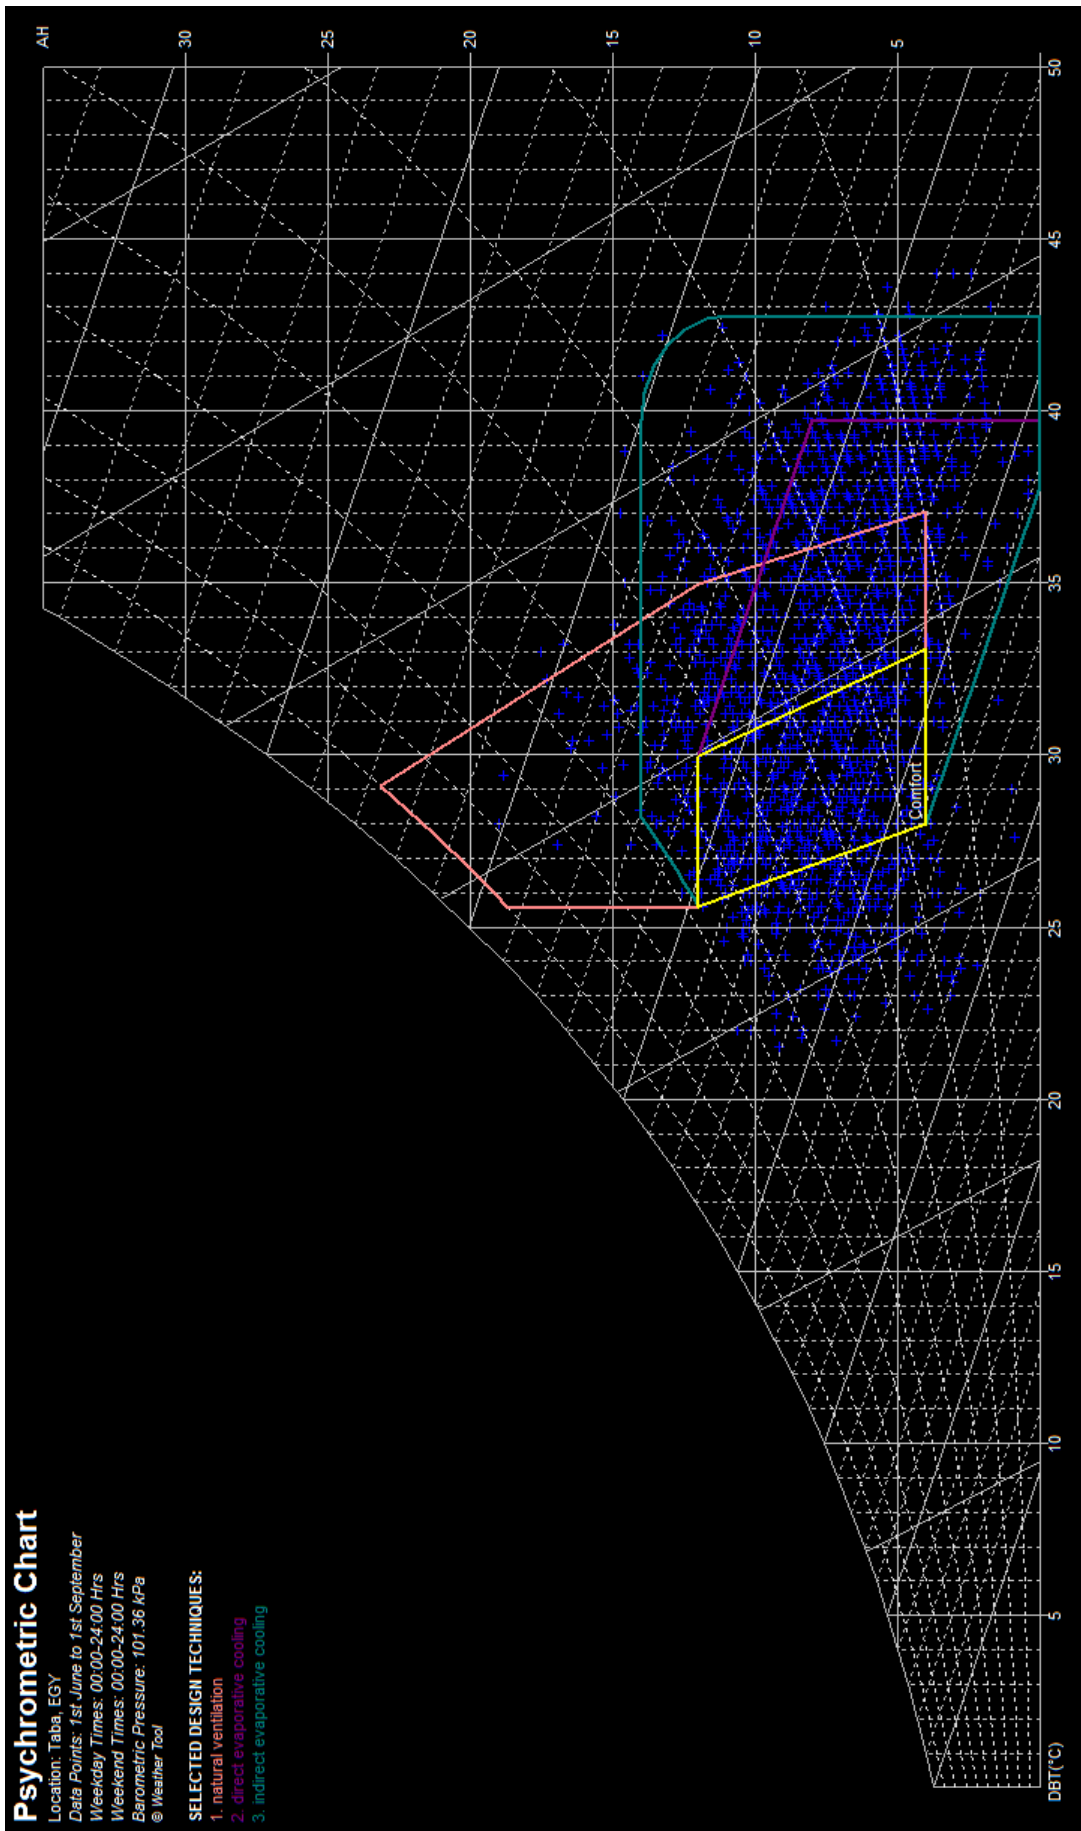 Psychrometric Chart
Location: Taba, EGY
Data Points: 1st June to 1st September
Weekday Times: 00:00-24:00 Hrs
Weekend Times: 00:00-24:00 Hrs
Barometric Pressure: 101.36 kPa
© Weather Tool
SELECTED DESIGN TECHNIQUES:
1. natural ventilation
2. direct evaporative cooling
3. indirect evaporative cooling
AH
30
25
20
15
10
5
Comfort
DBT(°C)
5
10
15
20
25
30
35
40
45
50